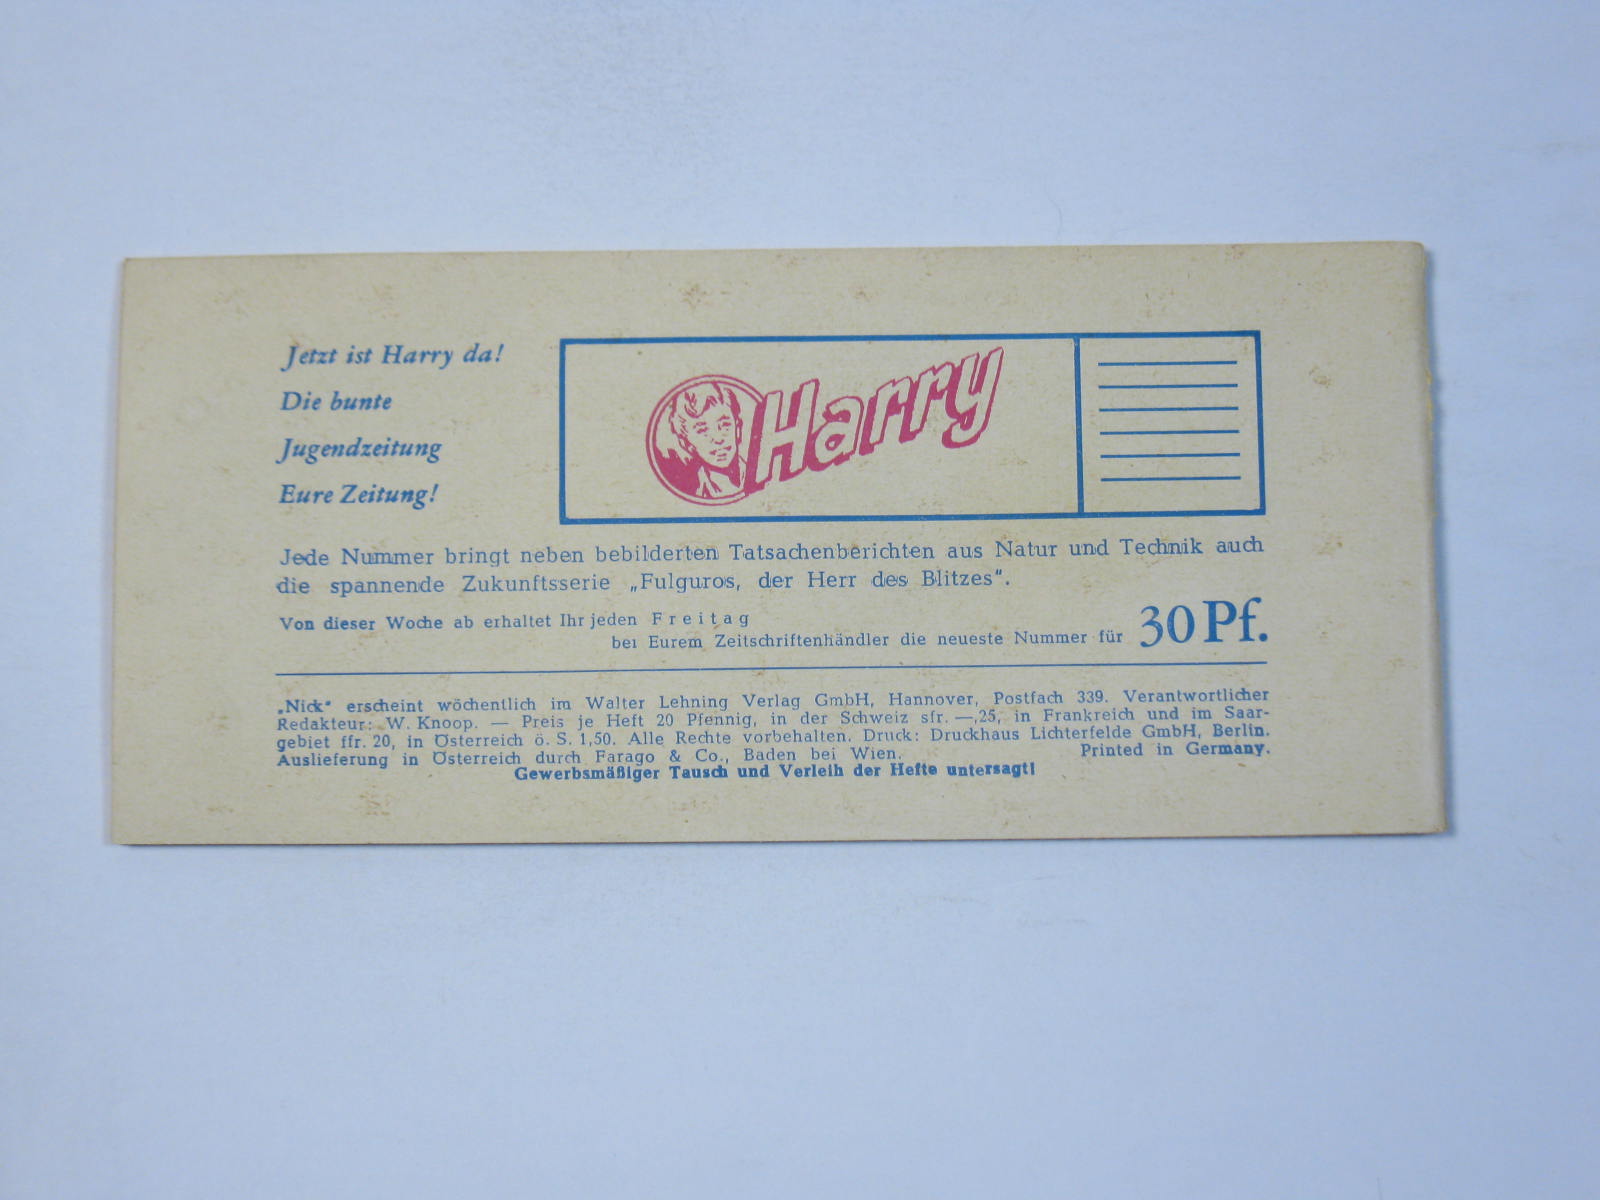 Jetzt ist Harry da!
Die bunte
Jugendzeitung
Eure Zeitung!
Harry
Jede Nummer bringt neben bebilderten Tatsachenberichten aus Natur und Technik auch
die spannende Zukunftsserie „Fulguros, der Herr des Blitzes".
Von dieser Woche ab erhaltet Ihr jeden Freitag
bei Eurem Zeitschriftenhändler die neueste Nummer für 30 Pf.
„Nick" erscheint wöchentlich im Walter Lehning Verlag GmbH, Hannover, Postfach 339. Verantwortlicher
Redakteur: W. Knoop. — Preis je Heft 20 Pfennig, in der Schweiz sfr. —,25, in Frankreich und im Saar-
gebiet ffr. 20, in Österreich ö. S. 1,50. Alle Rechte vorbehalten. Druck: Druckhaus Lichterfelde GmbH, Berlin.
Auslieferung in Österreich durch Farago & Co., Baden bei Wien. Printed in Germany.
Gewerbsmäßiger Tausch und Verleih der Hefte untersagt!